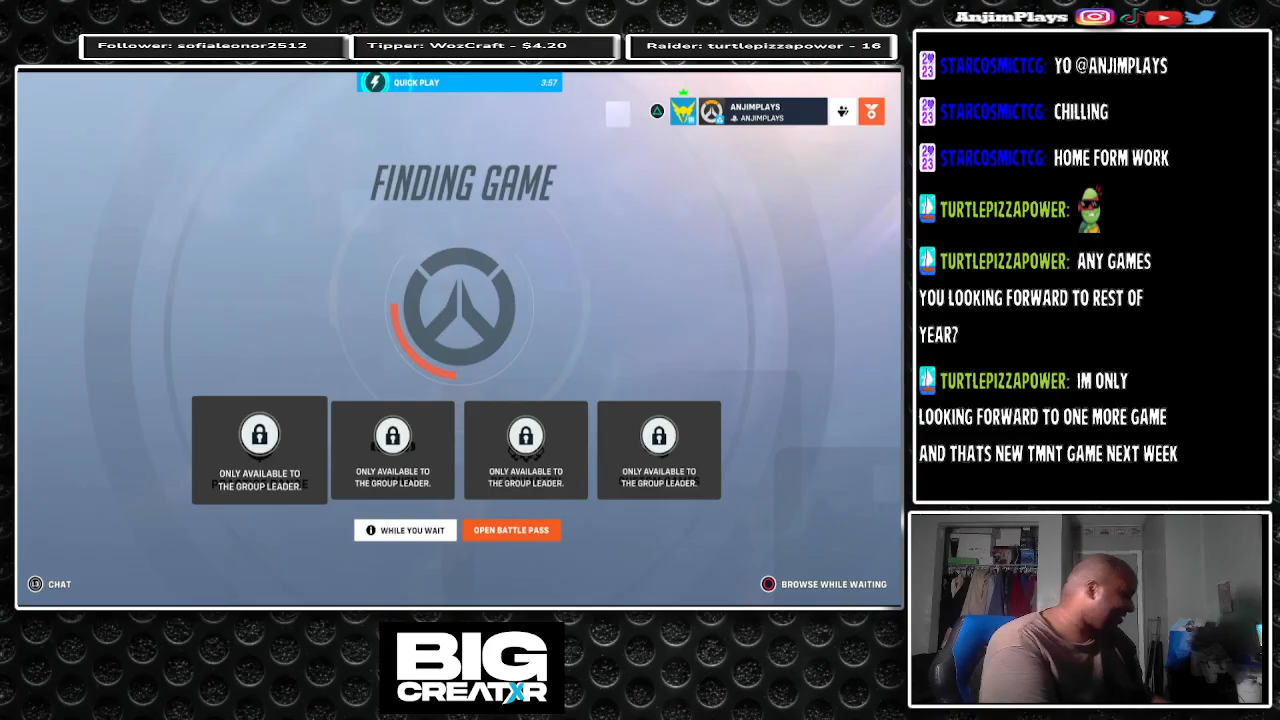 AnjimPlays
Follower: sofialeonor2512
Tipper: WozCraft - $4.20
Raider: turtlepizzapower - 16
QUICK PLAY 3:57
ANJIMPLAYS
ANJIMPLAYS
FINDING GAME
ONLY AVAILABLE TO
THE GROUP LEADER.
ONLY AVAILABLE TO
THE GROUP LEADER.
ONLY AVAILABLE TO
THE GROUP LEADER.
ONLY AVAILABLE TO
THE GROUP LEADER.
WHILE YOU WAIT
OPEN BATTLE PASS
CHAT
BROWSE WHILE WAITING
STARCOSMICTCG: YO @ANJIMPLAYS
STARCOSMICTCG: CHILLING
STARCOSMICTCG: HOME FORM WORK
TURTLEPIZZAPOWER:
TURTLEPIZZAPOWER: ANY GAMES
YOU LOOKING FORWARD TO REST OF
YEAR?
TURTLEPIZZAPOWER: IM ONLY
LOOKING FORWARD TO ONE MORE GAME
AND THATS NEW TMNT GAME NEXT WEEK
BIG
CREATXR